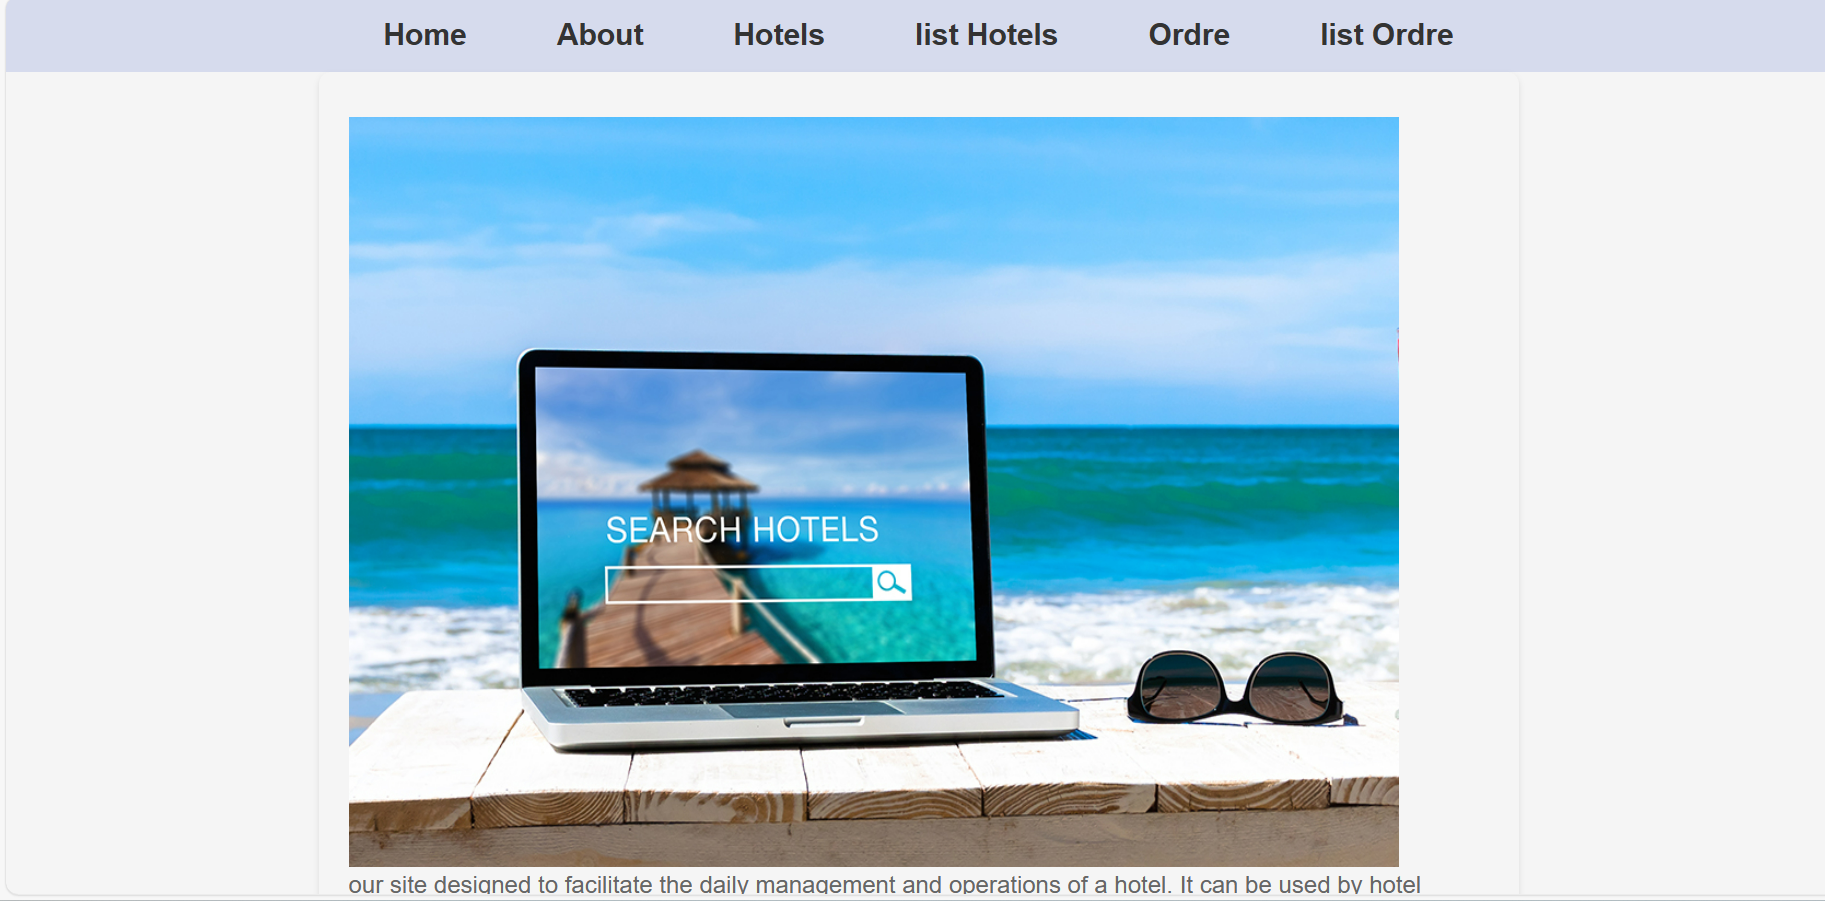 Home About Hotels list Hotels Ordre list Ordre
SEARCH HOTELS
our site designed to facilitate the daily management and operations of a hotel. It can be used by hotel